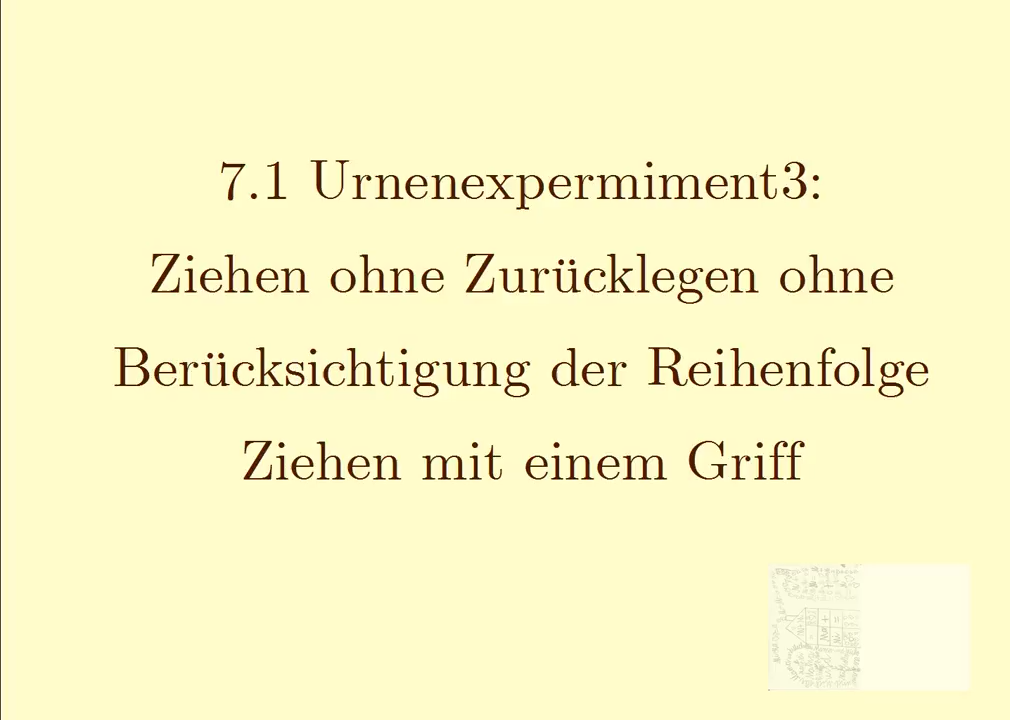 7.1 Urnenexpermiment3:
Ziehen ohne Zurücklegen ohne
Berücksichtigung der Reihenfolge
Ziehen mit einem Griff